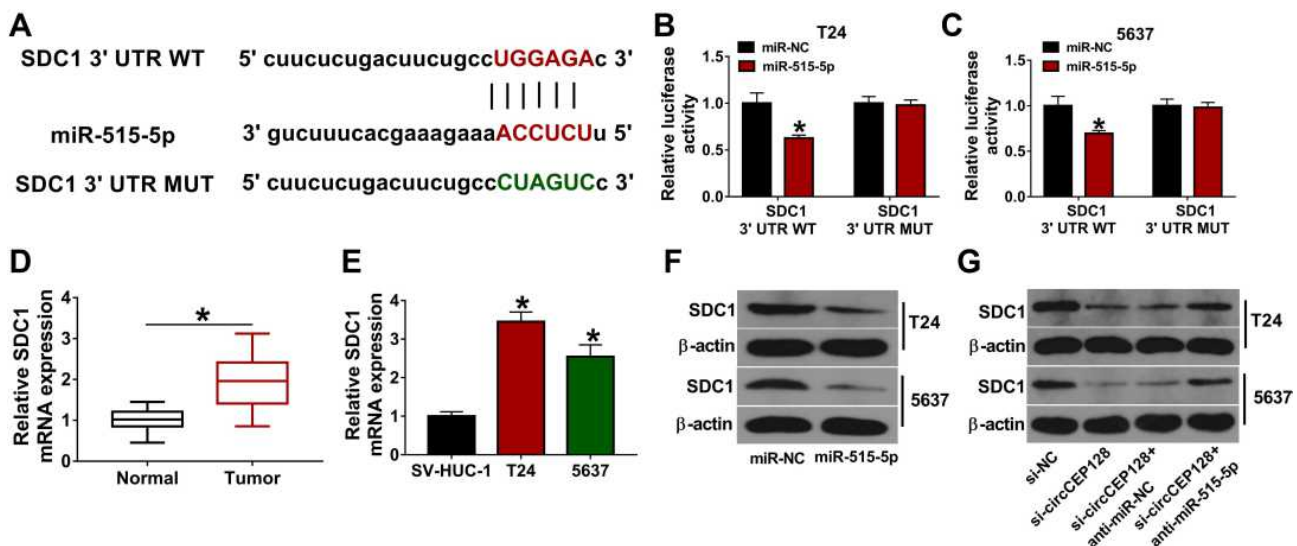 A
SDC1 3' UTR WT 5' cuucucugacuucugccUGGAGAc 3'
miR-515-5p 3' gucuuucacgaaagaaaACCUCUu 5'
SDC1 3' UTR MUT 5' cuucucugacuucugccCUAGUCc 3'
B
T24
miR-NC
miR-515-5p
Relative luciferase
activity
1.5
1.0
0.5
0.0
*
SDC1
3' UTR WT
SDC1
3' UTR MUT
C
5637
miR-NC
miR-515-5p
Relative luciferase
activity
1.5
1.0
0.5
0.0
*
SDC1
3' UTR WT
SDC1
3' UTR MUT
D
Relative SDC1
mRNA expression
4
3
2
1
0
*
Normal Tumor
E
Relative SDC1
mRNA expression
4
3
2
1
0
*
*
SV-HUC-1 T24 5637
F
SDC1
β-actin
T24
SDC1
β-actin
5637
miR-NC miR-515-5p
G
SDC1
β-actin
T24
SDC1
β-actin
5637
si-NC
si-circCEP128
si-circCEP128+
anti-miR-NC
si-circCEP128+
anti-miR-515-5p